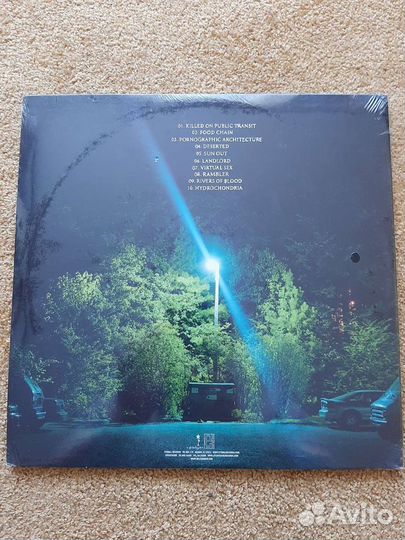 01. KILLED ON PUBLIC TRANSIT
02. FOOD CHAIN
03. PORNOGRAPHIC ARCHITECTURE
04. DESERTED
05. SUN OUT
06. LANDLORD
07. VIRTUAL SEX
08. RAMBLER
09. RIVERS OF BLOOD
10. HYDROCHONDRIA
Avito